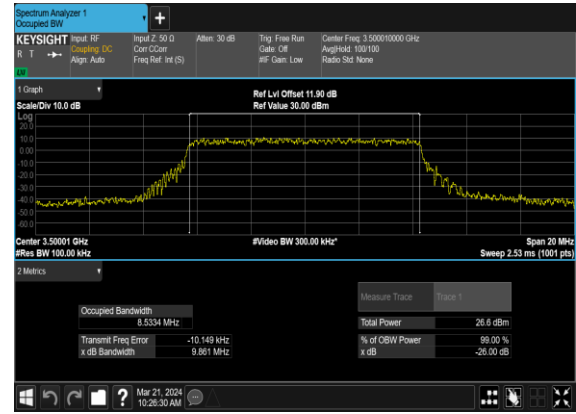 Spectrum Analyzer 1
Occupied BW
+
KEYSIGHT Input: RF Input Z: 50 Ω Atten: 30 dB Trig: Free Run Center Freq: 3.500010000 GHz
R T Coupling: DC Corr CCorr Gate: Off Avg|Hold: 100/100
Align: Auto Freq Ref: Int (S) #IF Gain: Low Radio Std: None
1 Graph
Ref Lvl Offset 11.90 dB
Scale/Div 10.0 dB Ref Value 30.00 dBm
Log
20.0
10.0
0.00
-10.0
-20.0
-30.0
-40.0
-50.0
-60.0
Center 3.50001 GHz #Video BW 300.00 kHz* Span 20 MHz
#Res BW 100.00 kHz Sweep 2.53 ms (1001 pts)
2 Metrics
Measure Trace Trace 1
Occupied Bandwidth
8.5334 MHz Total Power 26.6 dBm
Transmit Freq Error -10.149 kHz % of OBW Power 99.00 %
x dB Bandwidth 9.861 MHz x dB -26.00 dB
?
Mar 21, 2024
10:26:30 AM